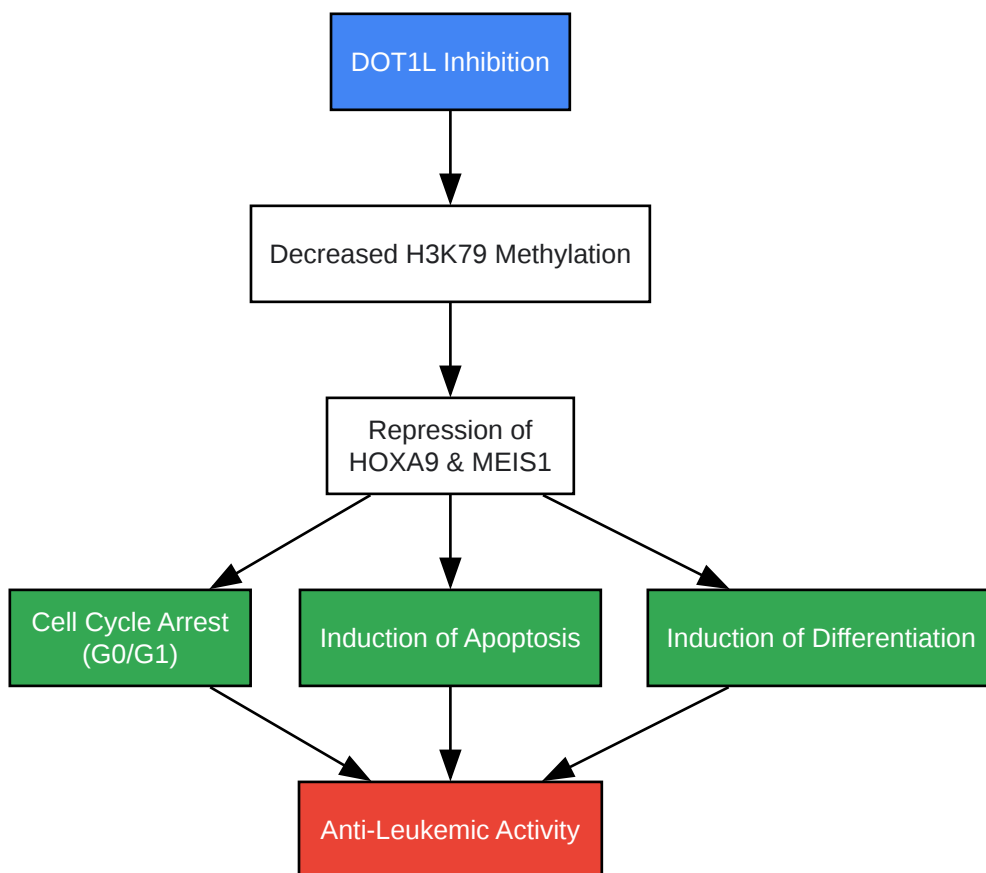 DOT1L Inhibition
Decreased H3K79 Methylation
Repression of
HOXA9 & MEIS1
Cell Cycle Arrest
(G0/G1)
Induction of Apoptosis
Induction of Differentiation
Anti-Leukemic Activity